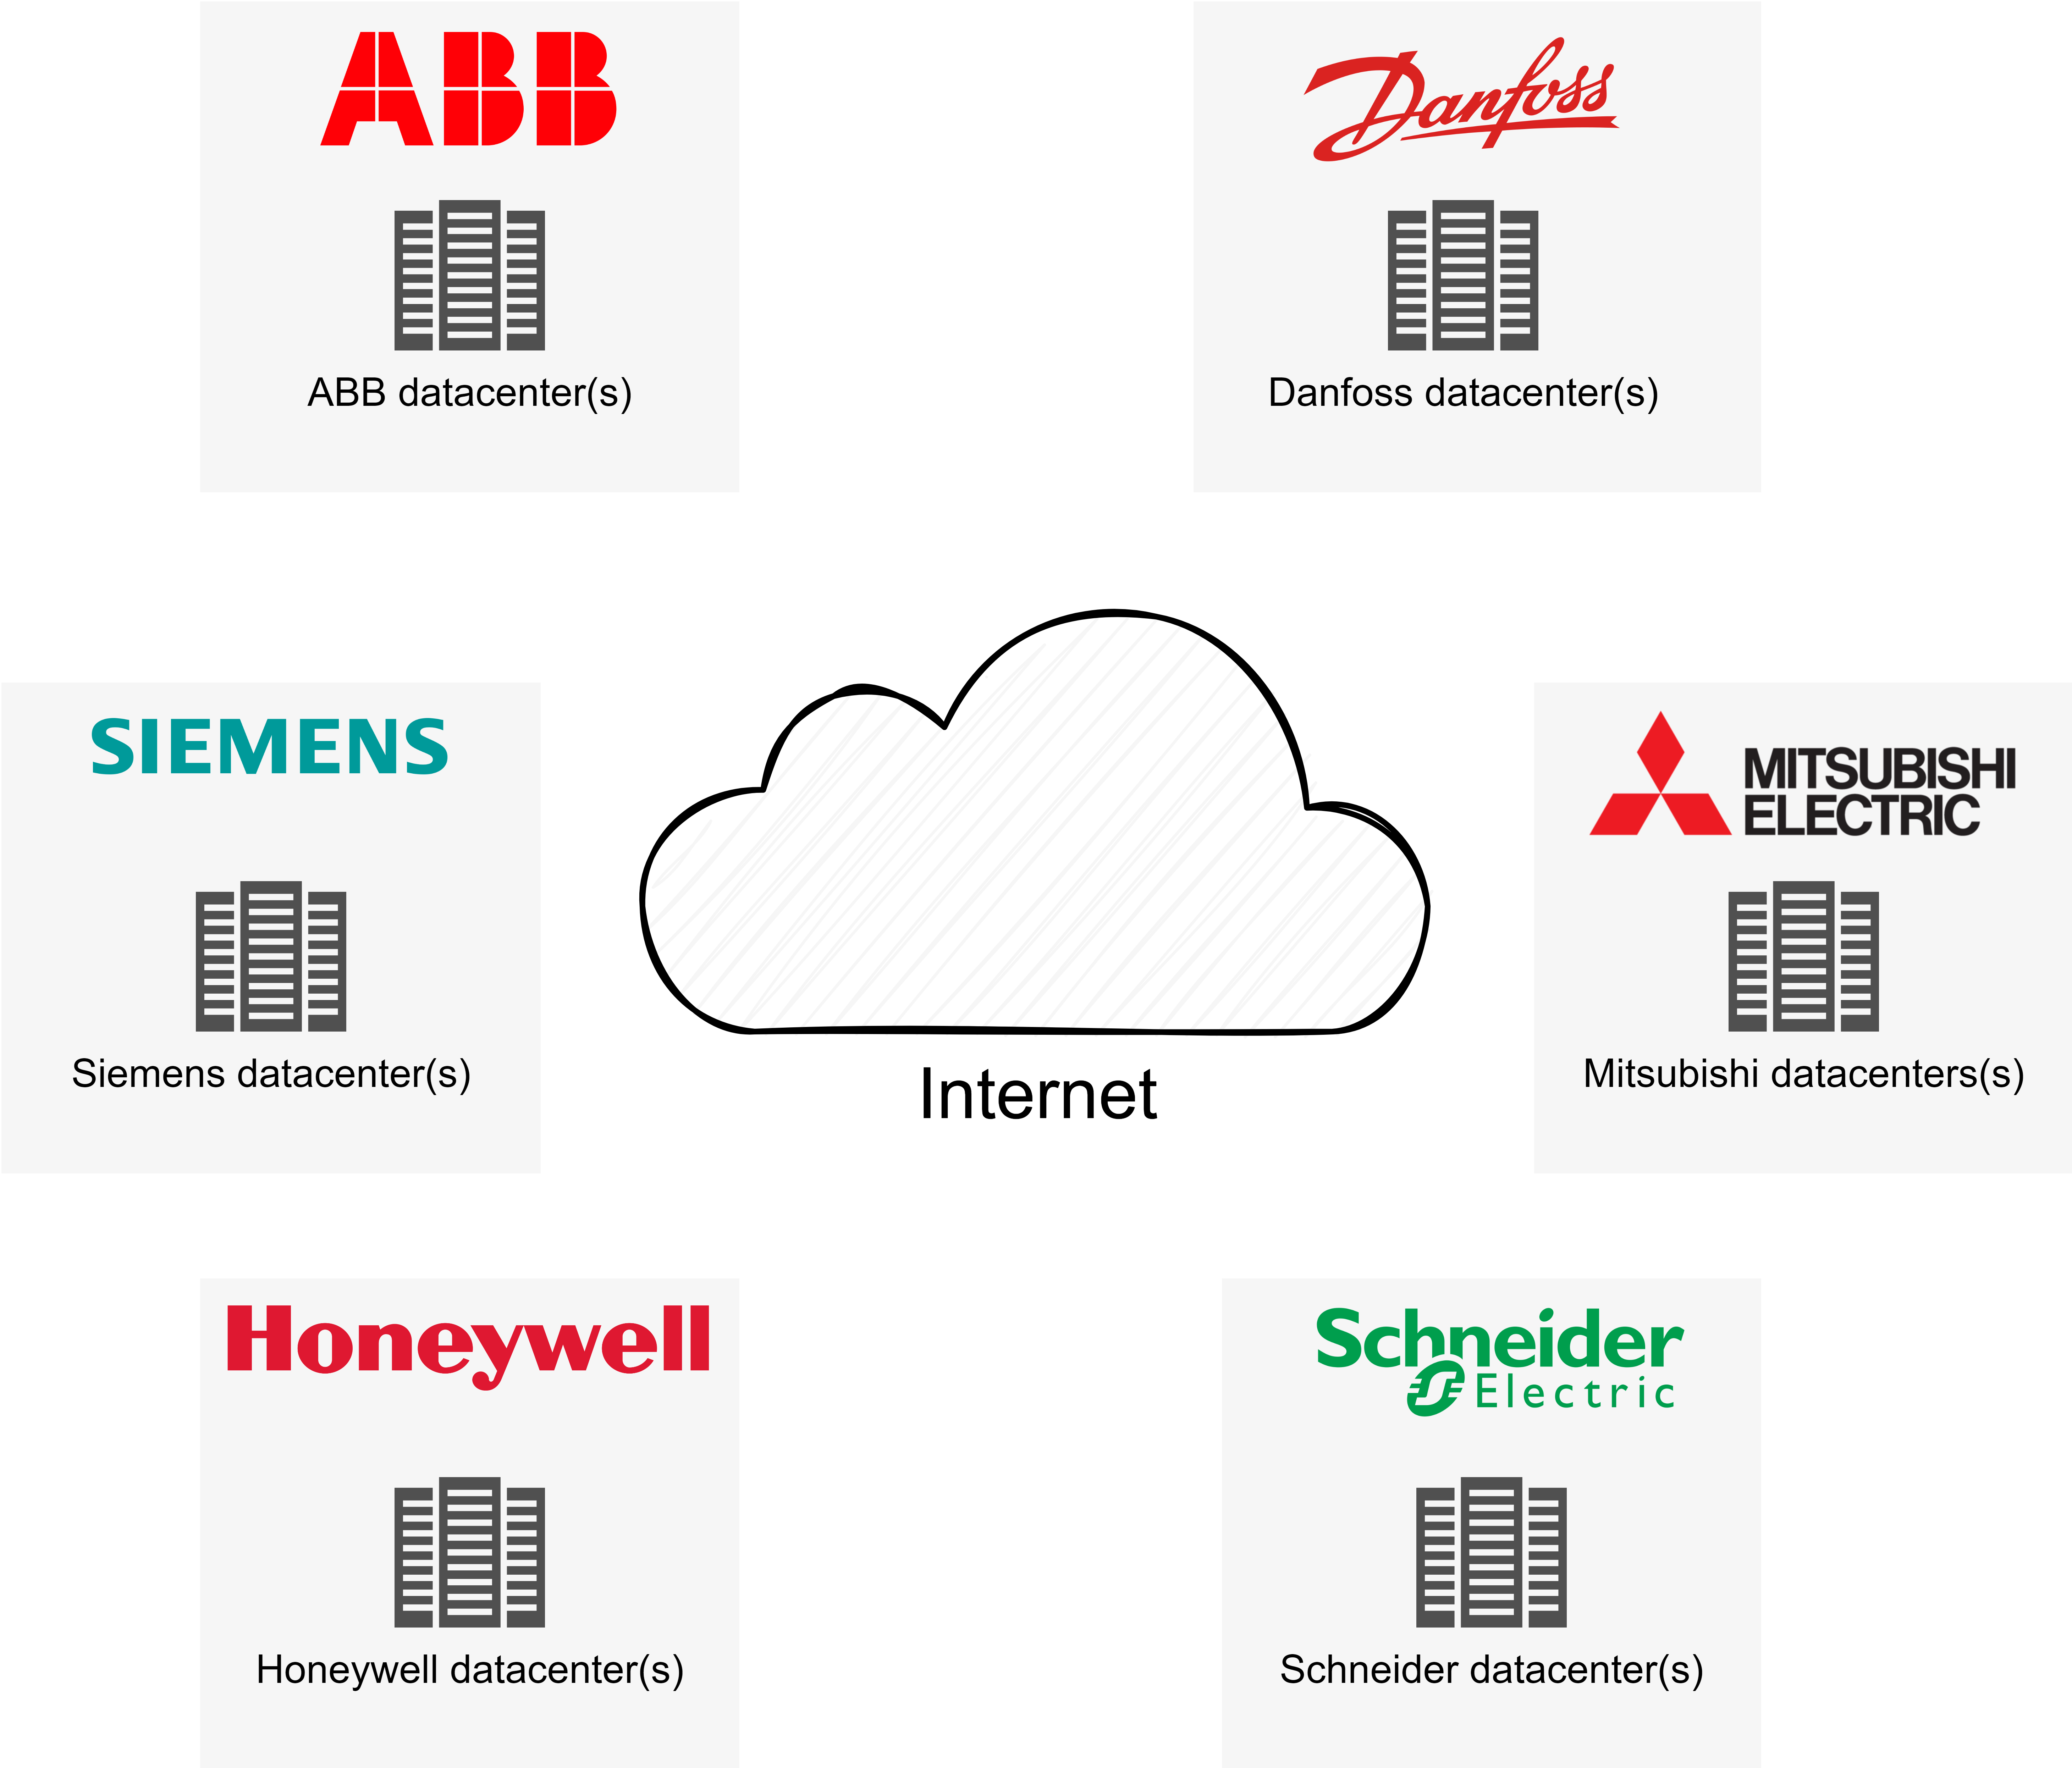 ABB
ABB datacenter(s)
Danfoss
Danfoss datacenter(s)
SIEMENS
Siemens datacenter(s)
Internet
MITSUBISHI
ELECTRIC
Mitsubishi datacenters(s)
Honeywell
Honeywell datacenter(s)
Schneider
Electric
Schneider datacenter(s)